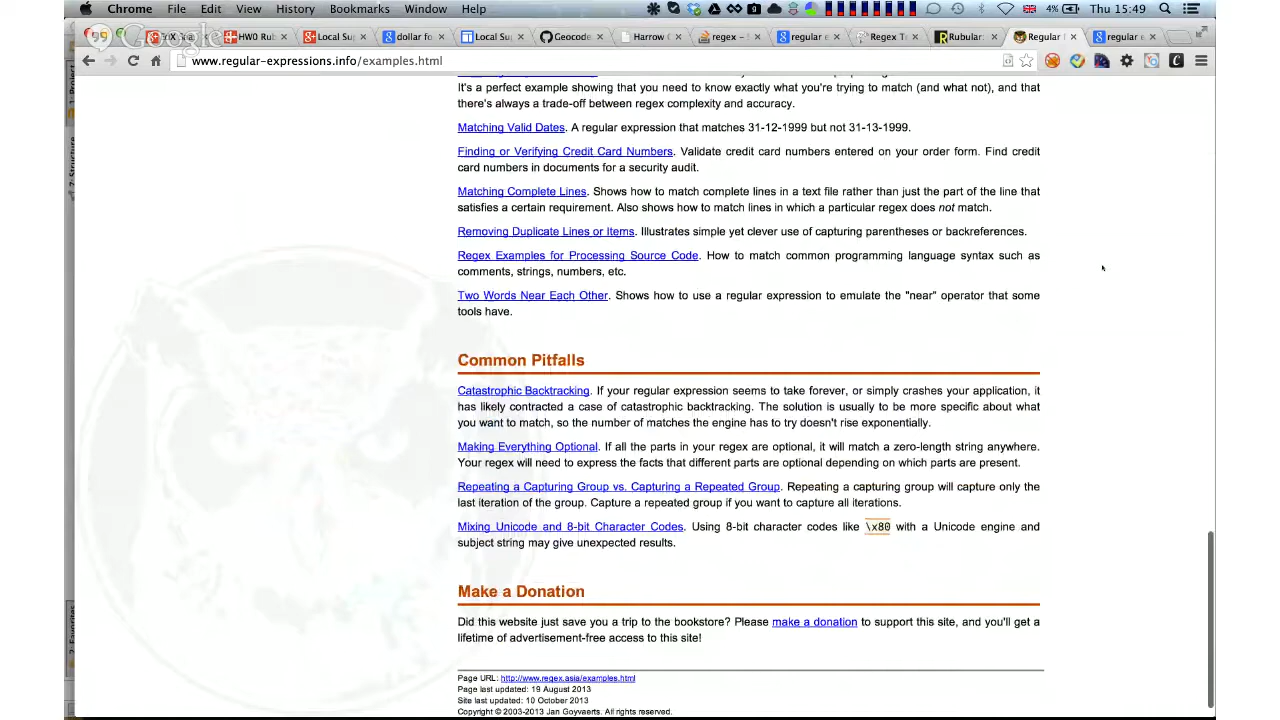 Chrome File Edit View History Bookmarks Window Help
4% Thu 15:49
Google
HW0 Rub
Local Sup
dollar fo
Local Su
Geocode
Harrow C
regex –
regular e
Regex T
Rubular:
Regular
regular e
www.regular-expressions.info/examples.html
It's a perfect example showing that you need to know exactly what you're trying to match (and what not), and that
there's always a trade-off between regex complexity and accuracy.
Matching Valid Dates. A regular expression that matches 31-12-1999 but not 31-13-1999.
Finding or Verifying Credit Card Numbers. Validate credit card numbers entered on your order form. Find credit
card numbers in documents for a security audit.
Matching Complete Lines. Shows how to match complete lines in a text file rather than just the part of the line that
satisfies a certain requirement. Also shows how to match lines in which a particular regex does not match.
Removing Duplicate Lines or Items. Illustrates simple yet clever use of capturing parentheses or backreferences.
Regex Examples for Processing Source Code. How to match common programming language syntax such as
comments, strings, numbers, etc.
Two Words Near Each Other. Shows how to use a regular expression to emulate the "near" operator that some
tools have.
Common Pitfalls
Catastrophic Backtracking. If your regular expression seems to take forever, or simply crashes your application, it
has likely contracted a case of catastrophic backtracking. The solution is usually to be more specific about what
you want to match, so the number of matches the engine has to try doesn't rise exponentially.
Making Everything Optional. If all the parts in your regex are optional, it will match a zero-length string anywhere.
Your regex will need to express the facts that different parts are optional depending on which parts are present.
Repeating a Capturing Group vs. Capturing a Repeated Group. Repeating a capturing group will capture only the
last iteration of the group. Capture a repeated group if you want to capture all iterations.
Mixing Unicode and 8-bit Character Codes. Using 8-bit character codes like \x80 with a Unicode engine and
subject string may give unexpected results.
Make a Donation
Did this website just save you a trip to the bookstore? Please make a donation to support this site, and you'll get a
lifetime of advertisement-free access to this site!
Page URL: http://www.regex.asia/examples.html
Page last updated: 19 August 2013
Site last updated: 10 October 2013
Copyright © 2003-2013 Jan Goyvaerts. All rights reserved.